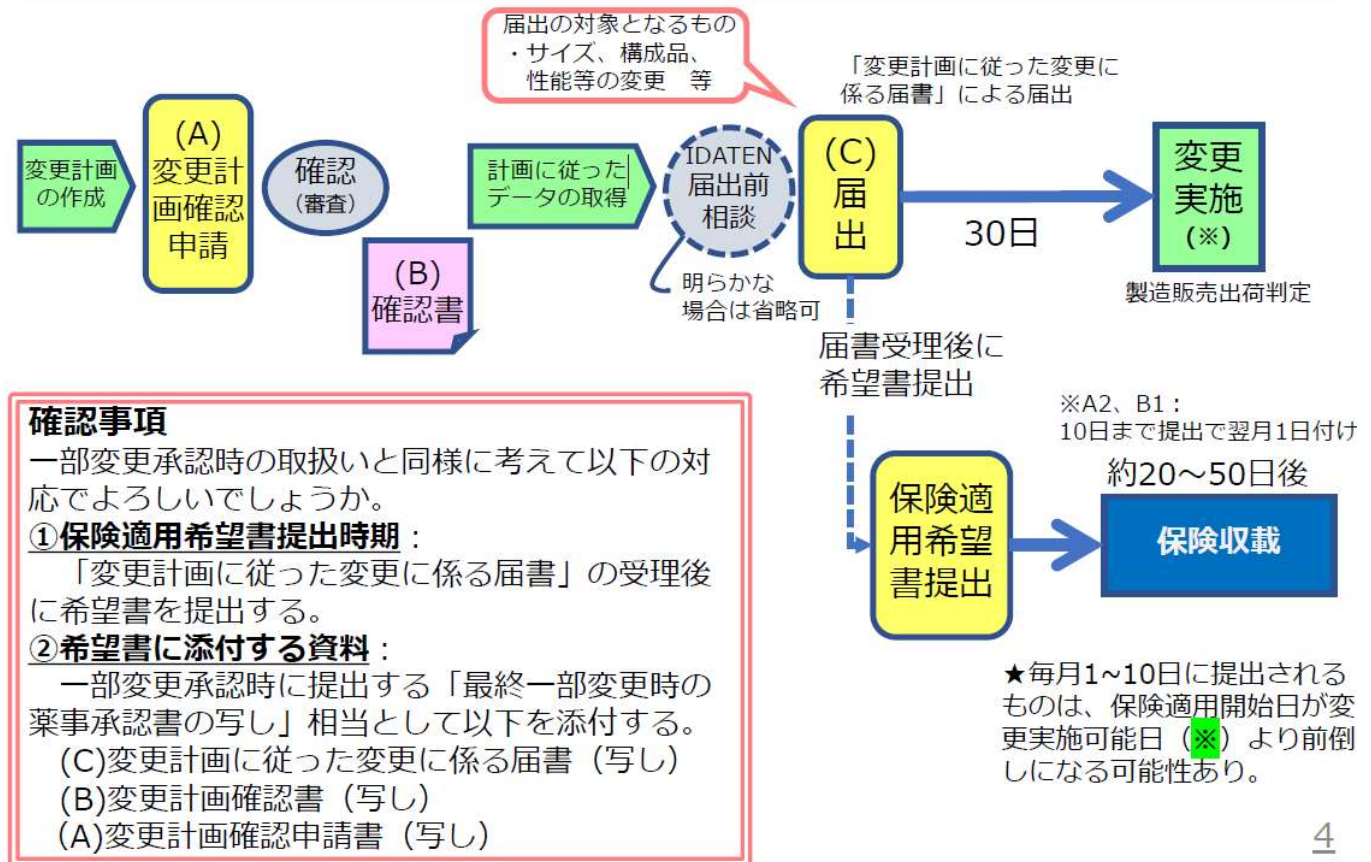 届出の対象となるもの
・サイズ、構成品、
性能等の変更　等
「変更計画に従った変更に
係る届書」による届出
変更計画
の作成
(A)
変更計
画確認
申請
確認
（審査）
(B)
確認書
計画に従った
データの取得
IDATEN
届出前
相談
明らかな
場合は省略可
(C)
届
出
30日
変更
実施
(※)
製造販売出荷判定
届書受理後に
希望書提出
※A2、B1：
10日まで提出で翌月1日付け
約20～50日後
保険適
用希望
書提出
保険収載
★毎月1~10日に提出される
ものは、保険適用開始日が変
更実施可能日（※）より前倒
しになる可能性あり。
確認事項
一部変更承認時の取扱いと同様に考えて以下の対
応でよろしいでしょうか。
①保険適用希望書提出時期：
「変更計画に従った変更に係る届書」の受理後
に希望書を提出する。
②希望書に添付する資料：
一部変更承認時に提出する「最終一部変更時の
薬事承認書の写し」相当として以下を添付する。
(C)変更計画に従った変更に係る届書（写し）
(B)変更計画確認書（写し）
(A)変更計画確認申請書（写し）
4